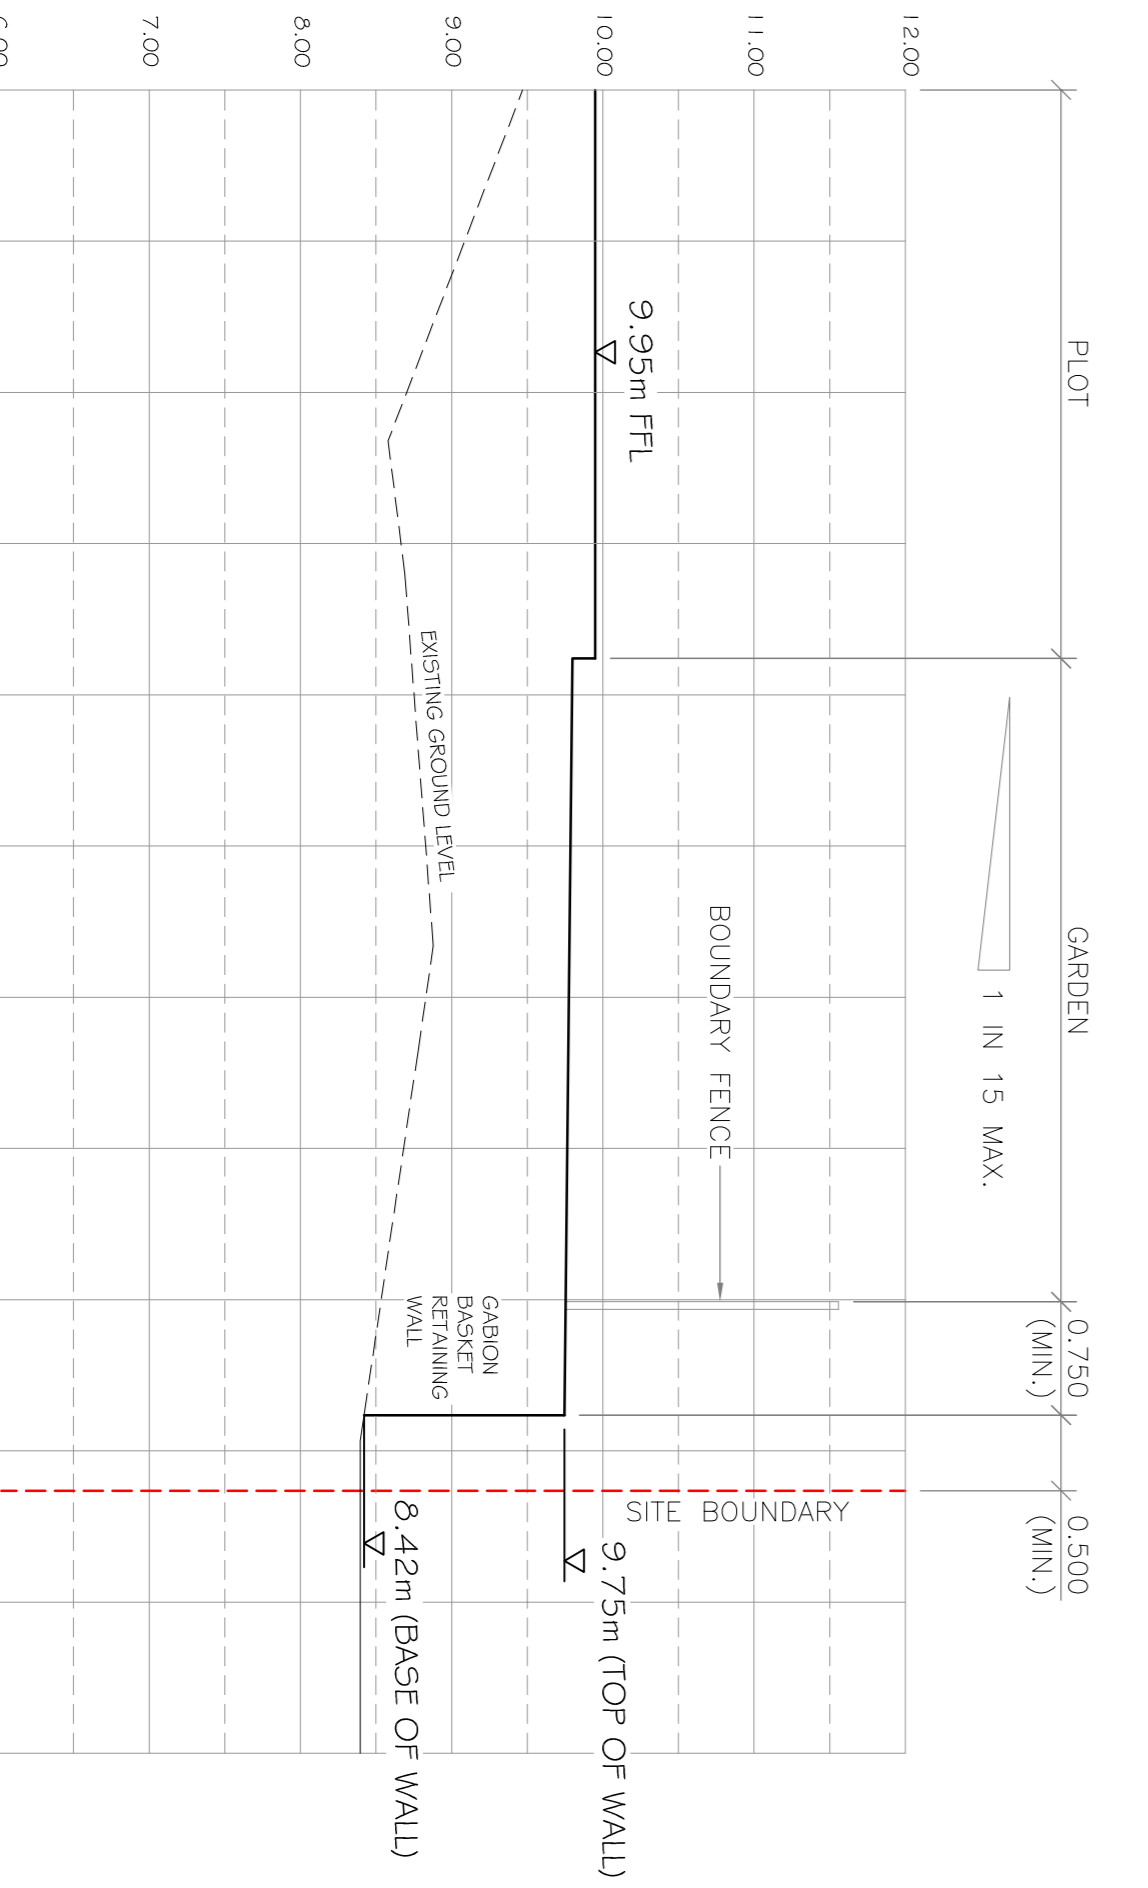 PLOT
GARDEN
0.750
(MIN.)
0.500
(MIN.)
1 IN 15 MAX.
12.00
11.00
10.00
9.00
8.00
7.00
6.00
BOUNDARY FENCE
SITE BOUNDARY
9.95m FFL
9.75m (TOP OF WALL)
EXISTING GROUND LEVEL
GABION
BASKET
RETAINING
WALL
8.42m (BASE OF WALL)